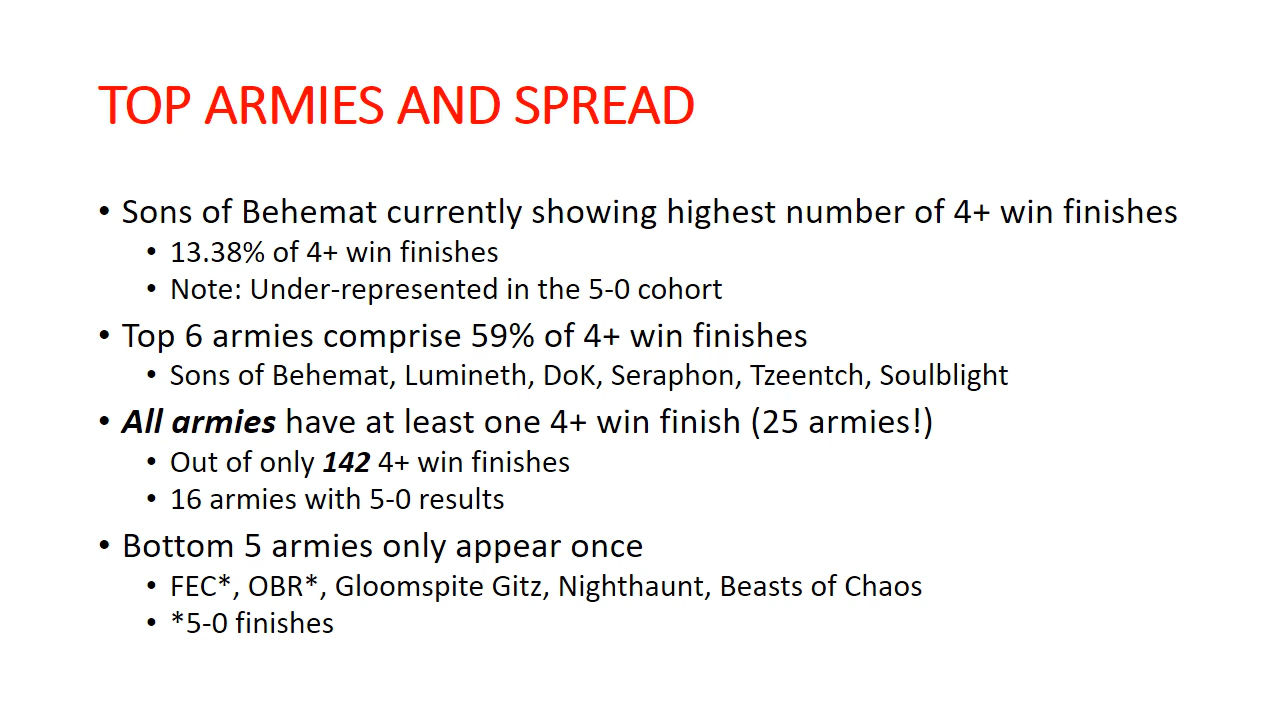 TOP ARMIES AND SPREAD
• Sons of Behemat currently showing highest number of 4+ win finishes
• 13.38% of 4+ win finishes
• Note: Under-represented in the 5-0 cohort
• Top 6 armies comprise 59% of 4+ win finishes
• Sons of Behemat, Lumineth, DoK, Seraphon, Tzeentch, Soulblight
• All armies have at least one 4+ win finish (25 armies!)
• Out of only 142 4+ win finishes
• 16 armies with 5-0 results
• Bottom 5 armies only appear once
• FEC*, OBR*, Gloomspite Gitz, Nighthaunt, Beasts of Chaos
• *5-0 finishes